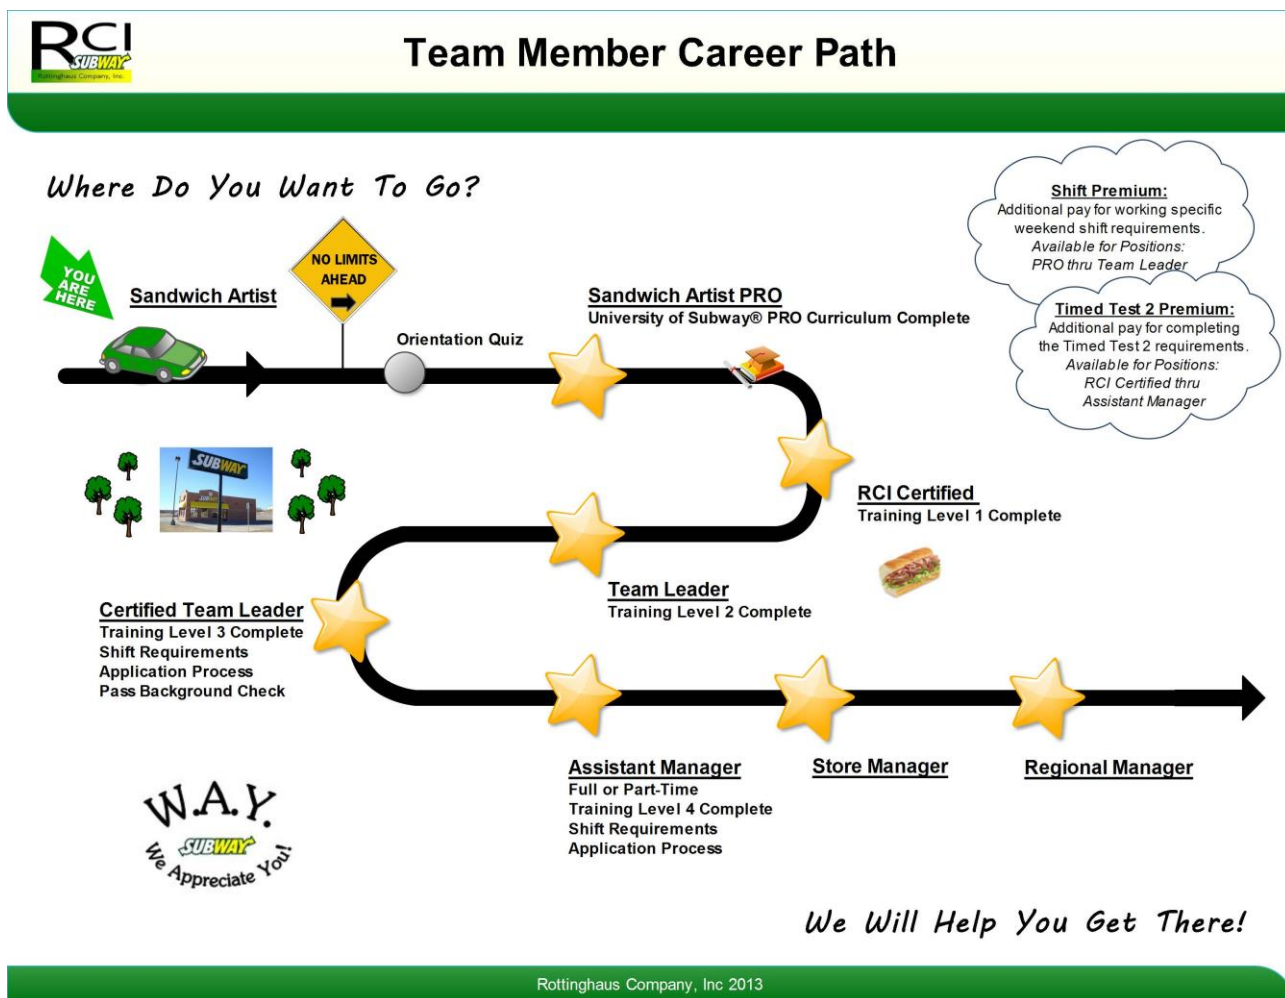 RCI
SUBWAY
Rottinghaus Company, Inc.
Team Member Career Path
Where Do You Want To Go?
YOU
ARE
HERE
Sandwich Artist
NO LIMITS
AHEAD
Orientation Quiz
Sandwich Artist PRO
University of Subway® PRO Curriculum Complete
Shift Premium:
Additional pay for working specific
weekend shift requirements.
Available for Positions:
PRO thru Team Leader
Timed Test 2 Premium:
Additional pay for completing
the Timed Test 2 requirements.
Available for Positions:
RCI Certified thru
Assistant Manager
SUBWAY
SUBWAY
RCI Certified
Training Level 1 Complete
Team Leader
Training Level 2 Complete
Certified Team Leader
Training Level 3 Complete
Shift Requirements
Application Process
Pass Background Check
Assistant Manager
Full or Part-Time
Training Level 4 Complete
Shift Requirements
Application Process
Store Manager
Regional Manager
W.A.Y.
SUBWAY
We Appreciate You!
We Will Help You Get There!
Rottinghaus Company, Inc 2013